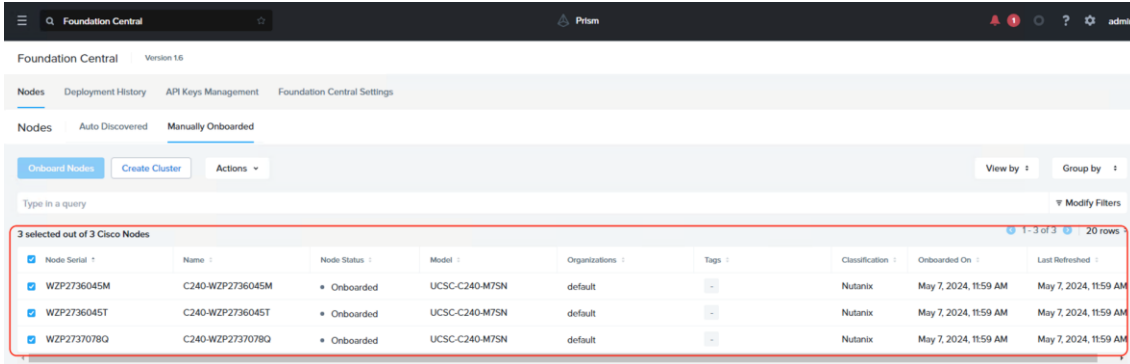 Foundation Central Prism 1 ? admi
Foundation Central Version 1.6
Nodes Deployment History API Keys Management Foundation Central Settings
Nodes Auto Discovered Manually Onboarded
Onboard Nodes Create Cluster Actions View by Group by
Type in a query Modify Filters
3 selected out of 3 Cisco Nodes 1 - 3 of 3 20 rows
Node Serial Name Node Status Model Organizations Tags Classification Onboarded On Last Refreshed
WZP2736045M C240-WZP2736045M Onboarded UCSC-C240-M7SN default - Nutanix May 7, 2024, 11:59 AM May 7, 2024, 11:59 AM
WZP2736045T C240-WZP2736045T Onboarded UCSC-C240-M7SN default - Nutanix May 7, 2024, 11:59 AM May 7, 2024, 11:59 AM
WZP2737078Q C240-WZP2737078Q Onboarded UCSC-C240-M7SN default - Nutanix May 7, 2024, 11:59 AM May 7, 2024, 11:59 AM